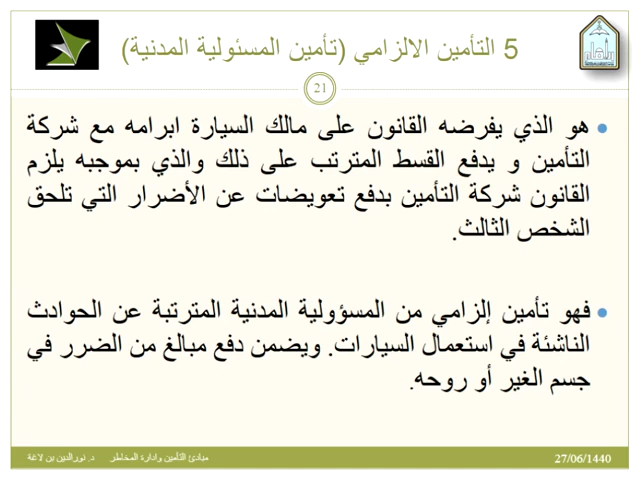 5 التأمين الالزامي (تأمين المسئولية المدنية)
21
هو الذي يفرضه القانون على مالك السيارة ابرامه مع شركة
التأمين و يدفع القسط المترتب على ذلك والذي بموجبه يلزم
القانون شركة التأمين بدفع تعويضات عن الأضرار التي تلحق
الشخص الثالث.
فهو تأمين إلزامي من المسؤولية المدنية المترتبة عن الحوادث
الناشئة في استعمال السيارات. ويضمن دفع مبالغ من الضرر في
جسم الغير أو روحه.
27/06/1440
مبادئ التأمين وادارة المخاطر د. نورالدين بن لاغة